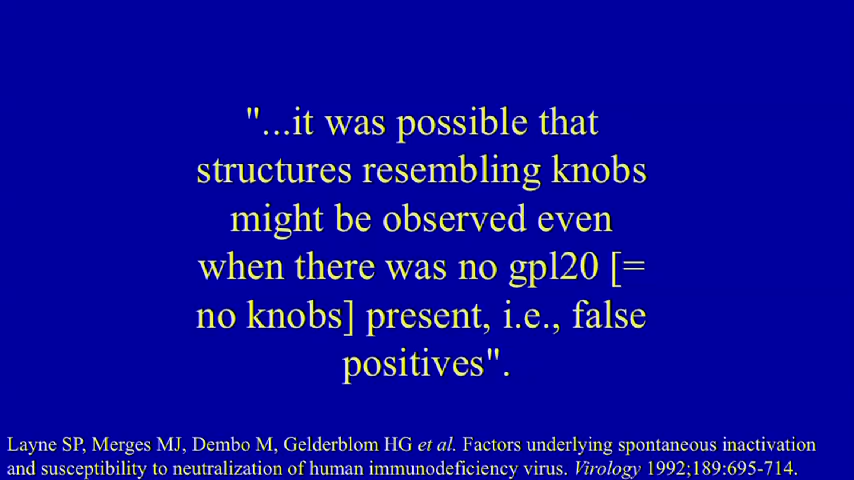 "...it was possible that
structures resembling knobs
might be observed even
when there was no gpl20 [=
no knobs] present, i.e., false
positives".
Layne SP, Merges MJ, Dembo M, Gelderblom HG et al. Factors underlying spontaneous inactivation
and susceptibility to neutralization of human immunodeficiency virus. Virology 1992;189:695-714.